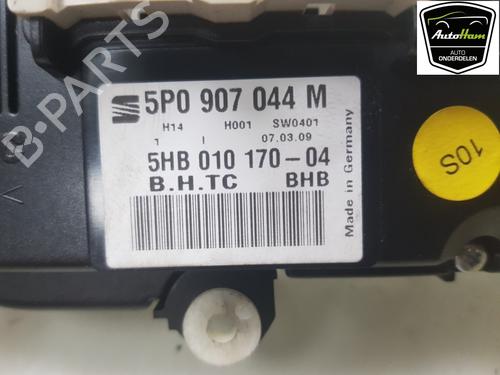 AutoHam
AUTO
ONDERDELEN
B-PARTS
5P0 907 044 M
H14 H001 SW0401
1 I 07.03.09
5HB 010 170-04
B.H.TC BHB
Made in Germany
10S
V